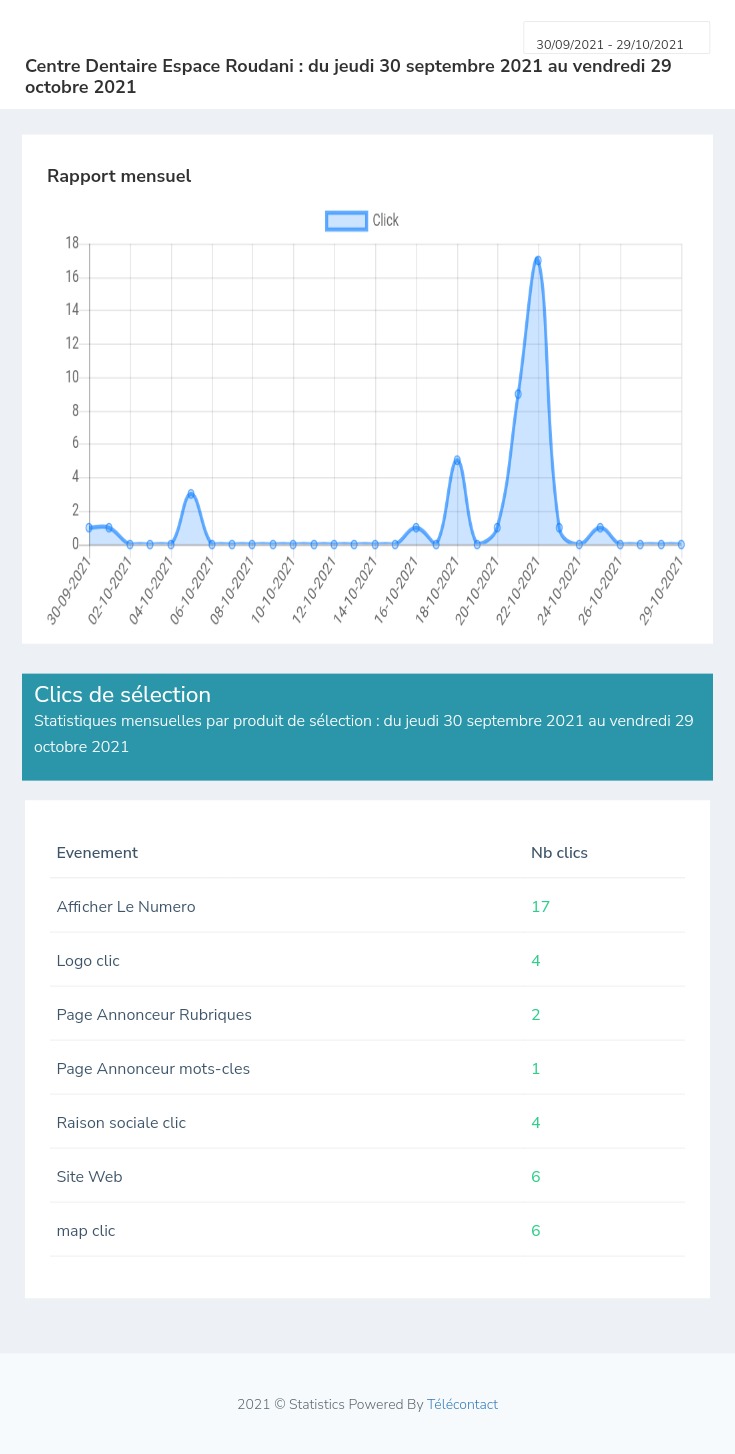 30/09/2021 - 29/10/2021
Centre Dentaire Espace Roudani : du jeudi 30 septembre 2021 au vendredi 29
octobre 2021
Rapport mensuel
Click
18
16
14
12
10
8
6
4
2
0
30-09-2021
02-10-2021
04-10-2021
06-10-2021
08-10-2021
10-10-2021
12-10-2021
14-10-2021
16-10-2021
18-10-2021
20-10-2021
22-10-2021
24-10-2021
26-10-2021
29-10-2021
Clics de sélection
Statistiques mensuelles par produit de sélection : du jeudi 30 septembre 2021 au vendredi 29
octobre 2021
Evenement Nb clics
Afficher Le Numero 17
Logo clic 4
Page Annonceur Rubriques 2
Page Annonceur mots-cles 1
Raison sociale clic 4
Site Web 6
map clic 6
2021 © Statistics Powered By Télécontact